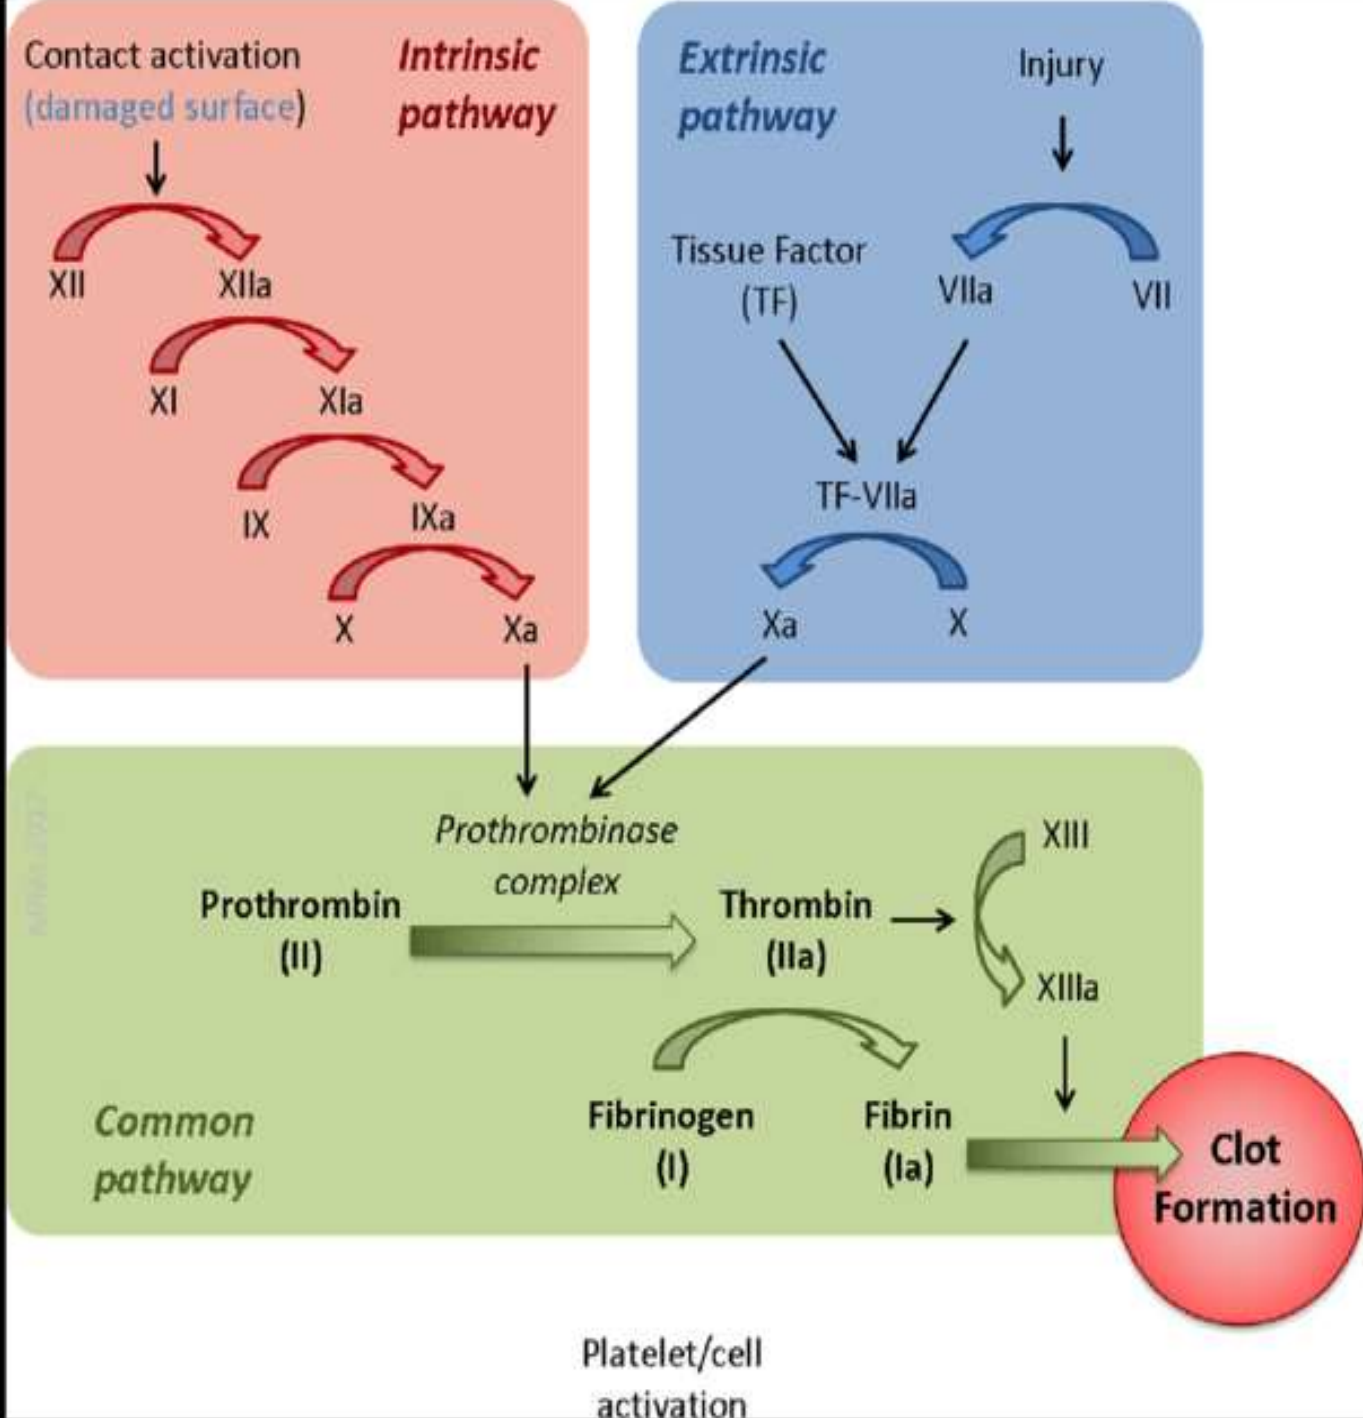 Contact activation
(damaged surface)
Intrinsic
pathway
XII
XIIa
XI
XIa
IX
IXa
X
Xa
Extrinsic
pathway
Injury
Tissue Factor
(TF)
VIIa
VII
TF-VIIa
Xa
X
Prothrombinase
complex
Prothrombin
(II)
Thrombin
(IIa)
XIII
XIIIa
Fibrinogen
(I)
Fibrin
(Ia)
Common
pathway
Clot
Formation
Platelet/cell
activation